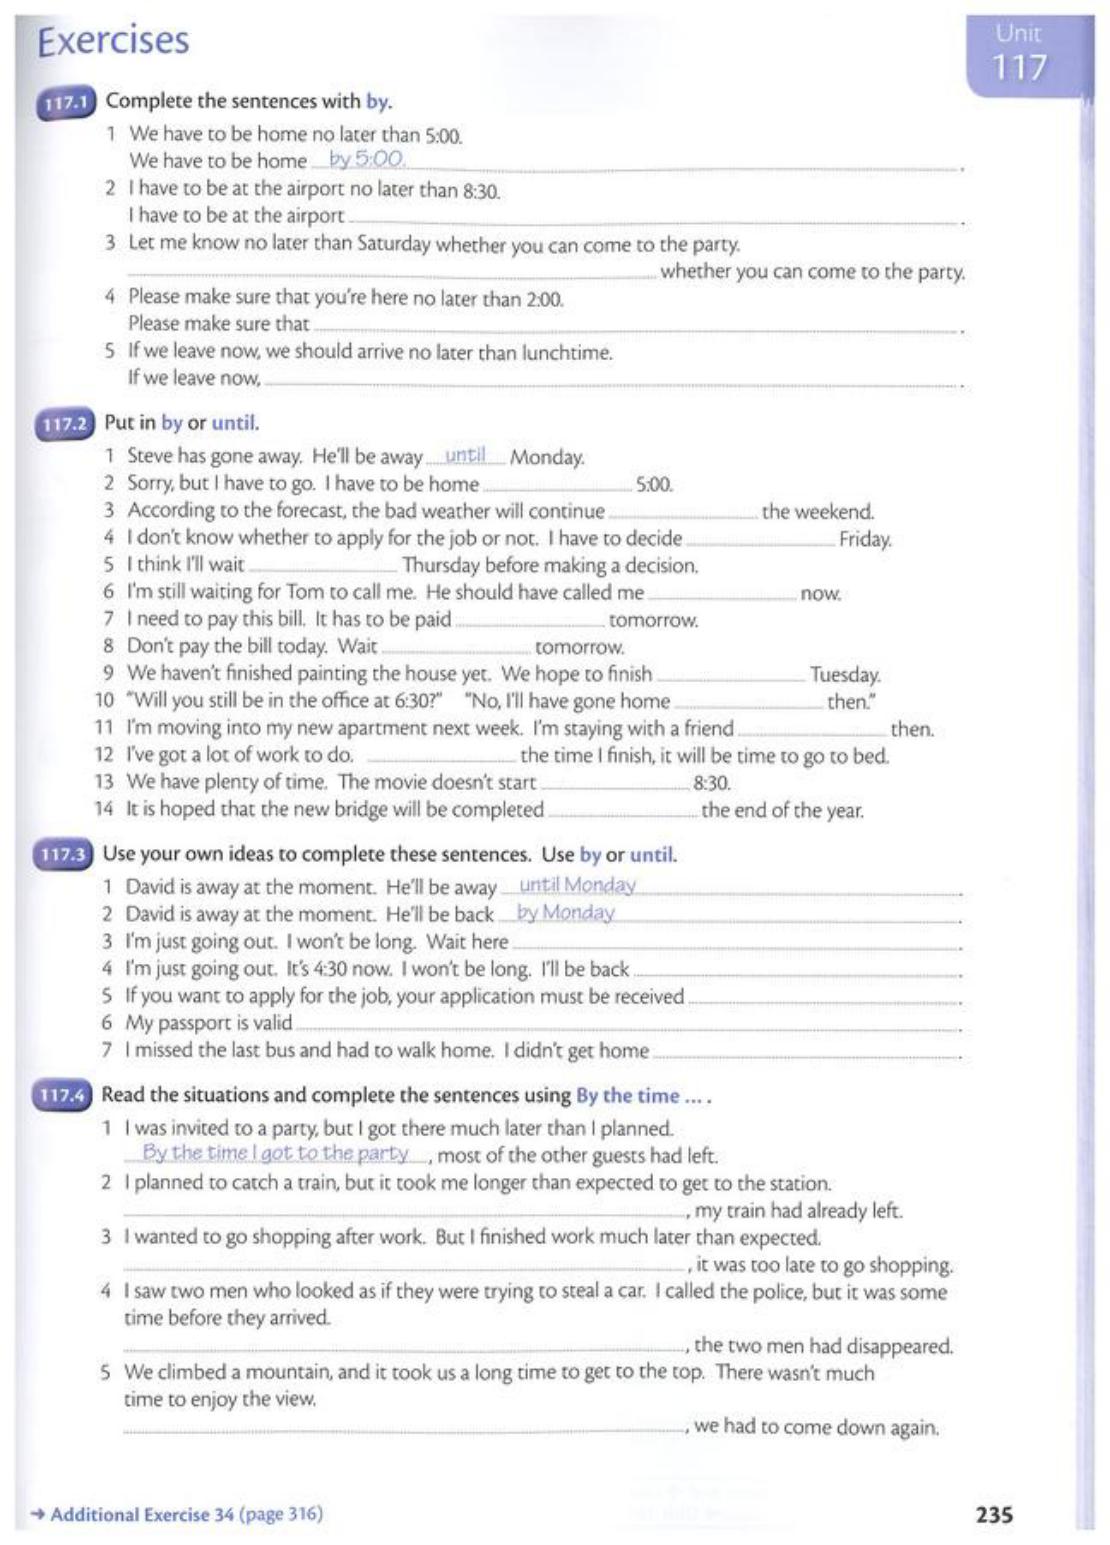 Exercises
Unit
117
117.1 Complete the sentences with by.
1 We have to be home no later than 5:00.
We have to be home by 5:00.
2 I have to be at the airport no later than 8:30.
I have to be at the airport .
3 Let me know no later than Saturday whether you can come to the party.
whether you can come to the party.
4 Please make sure that you're here no later than 2:00.
Please make sure that .
5 If we leave now, we should arrive no later than lunchtime.
If we leave now, .
117.2 Put in by or until.
1 Steve has gone away. He'll be away until Monday.
2 Sorry, but I have to go. I have to be home 5:00.
3 According to the forecast, the bad weather will continue the weekend.
4 I don't know whether to apply for the job or not. I have to decide Friday.
5 I think I'll wait Thursday before making a decision.
6 I'm still waiting for Tom to call me. He should have called me now.
7 I need to pay this bill. It has to be paid tomorrow.
8 Don't pay the bill today. Wait tomorrow.
9 We haven't finished painting the house yet. We hope to finish Tuesday.
10 "Will you still be in the office at 6:30?" "No, I'll have gone home then."
11 I'm moving into my new apartment next week. I'm staying with a friend then.
12 I've got a lot of work to do. the time I finish, it will be time to go to bed.
13 We have plenty of time. The movie doesn't start 8:30.
14 It is hoped that the new bridge will be completed the end of the year.
117.3 Use your own ideas to complete these sentences. Use by or until.
1 David is away at the moment. He'll be away until Monday .
2 David is away at the moment. He'll be back by Monday .
3 I'm just going out. I won't be long. Wait here .
4 I'm just going out. It's 4:30 now. I won't be long. I'll be back .
5 If you want to apply for the job, your application must be received .
6 My passport is valid .
7 I missed the last bus and had to walk home. I didn't get home .
117.4 Read the situations and complete the sentences using By the time ... .
1 I was invited to a party, but I got there much later than I planned.
By the time I got to the party , most of the other guests had left.
2 I planned to catch a train, but it took me longer than expected to get to the station.
, my train had already left.
3 I wanted to go shopping after work. But I finished work much later than expected.
, it was too late to go shopping.
4 I saw two men who looked as if they were trying to steal a car. I called the police, but it was some
time before they arrived.
, the two men had disappeared.
5 We climbed a mountain, and it took us a long time to get to the top. There wasn't much
time to enjoy the view.
, we had to come down again.
→ Additional Exercise 34 (page 316)
235